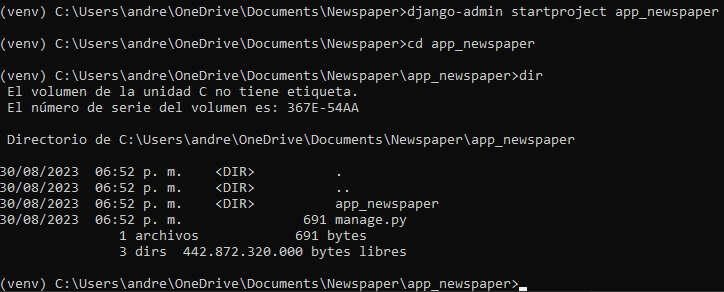 (venv) C:\Users\andre\OneDrive\Documents\Newspaper>django-admin startproject app_newspaper
(venv) C:\Users\andre\OneDrive\Documents\Newspaper>cd app_newspaper
(venv) C:\Users\andre\OneDrive\Documents\Newspaper\app_newspaper>dir
 El volumen de la unidad C no tiene etiqueta.
 El número de serie del volumen es: 367E-54AA
 Directorio de C:\Users\andre\OneDrive\Documents\Newspaper\app_newspaper
30/08/2023  06:52 p. m.    <DIR>          .
30/08/2023  06:52 p. m.    <DIR>          ..
30/08/2023  06:52 p. m.    <DIR>          app_newspaper
30/08/2023  06:52 p. m.               691 manage.py
               1 archivos            691 bytes
               3 dirs  442.872.320.000 bytes libres
(venv) C:\Users\andre\OneDrive\Documents\Newspaper\app_newspaper>